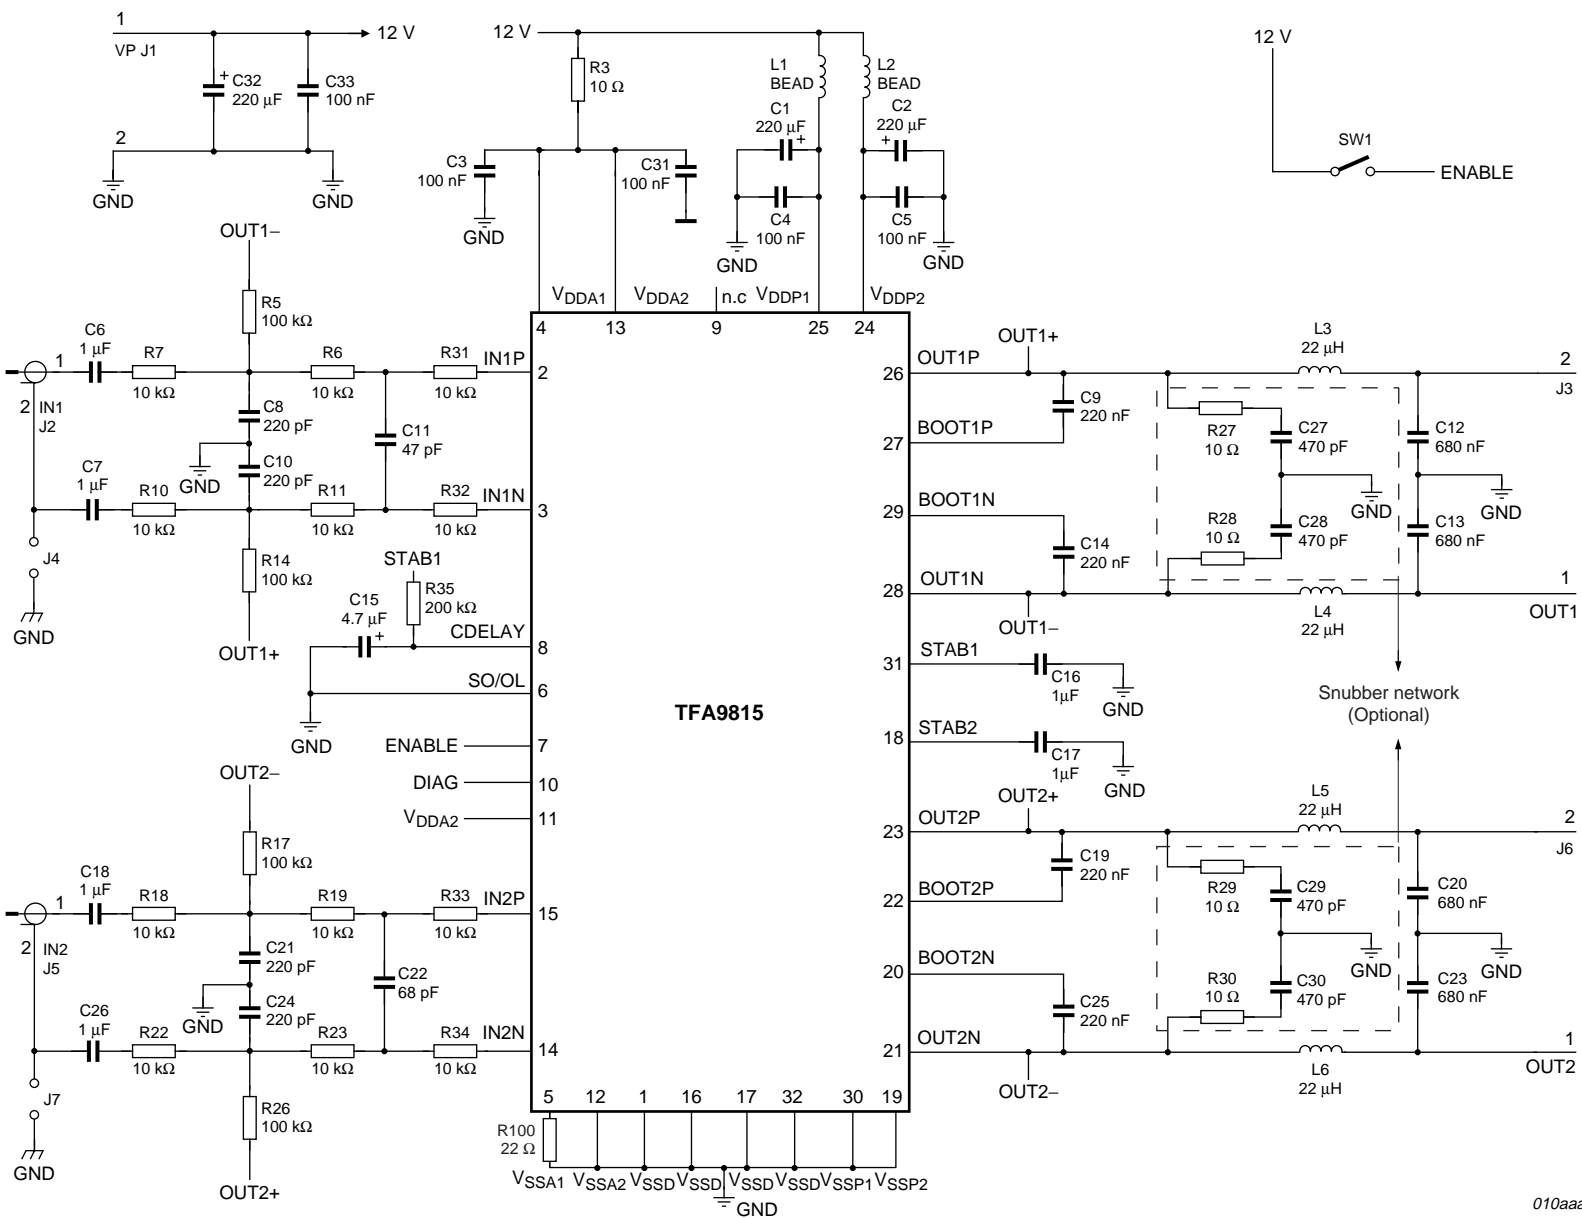 1
VP J1
12 V
+
C32
220 μF
C33
100 nF
2
GND
GND
12 V
R3
10 Ω
L1
BEAD
L2
BEAD
C1
220 μF
+
C2
220 μF
+
C3
100 nF
GND
C31
100 nF
C4
100 nF
GND
C5
100 nF
GND
12 V
SW1
ENABLE
VDDA1
VDDA2
n.c
VDDP1
VDDP2
4
13
9
25
24
OUT1−
R5
100 kΩ
C6
1 μF
R7
10 kΩ
R6
10 kΩ
R31
10 kΩ
IN1P
2
1
2
IN1
J2
C8
220 pF
GND
C10
220 pF
C11
47 pF
C7
1 μF
R10
10 kΩ
R11
10 kΩ
R32
10 kΩ
IN1N
3
J4
GND
R14
100 kΩ
OUT1+
STAB1
R35
200 kΩ
C15
4.7 μF
+
CDELAY
8
SO/OL
6
GND
ENABLE
7
DIAG
10
VDDA2
11
TFA9815
OUT2−
R17
100 kΩ
C18
1 μF
R18
10 kΩ
R19
10 kΩ
R33
10 kΩ
IN2P
15
1
2
IN2
J5
C21
220 pF
GND
C24
220 pF
C22
68 pF
C26
1 μF
R22
10 kΩ
R23
10 kΩ
R34
10 kΩ
IN2N
14
J7
GND
R26
100 kΩ
OUT2+
5
12
1
16
17
32
30
19
R100
22 Ω
VSSA1
VSSA2
VSSD
VSSD
VSSD
VSSD
VSSP1
VSSP2
GND
OUT1+
OUT1P
26
C9
220 nF
BOOT1P
27
BOOT1N
29
C14
220 nF
OUT1N
28
OUT1−
L3
22 μH
2
J3
R27
10 Ω
C27
470 pF
GND
R28
10 Ω
C28
470 pF
C12
680 nF
GND
C13
680 nF
L4
22 μH
1
OUT1
STAB1
31
C16
1μF
GND
STAB2
18
C17
1μF
GND
Snubber network
(Optional)
OUT2+
OUT2P
23
C19
220 nF
BOOT2P
22
BOOT2N
20
C25
220 nF
OUT2N
21
OUT2−
L5
22 μH
2
J6
R29
10 Ω
C29
470 pF
GND
R30
10 Ω
C30
470 pF
C20
680 nF
GND
C23
680 nF
L6
22 μH
1
OUT2